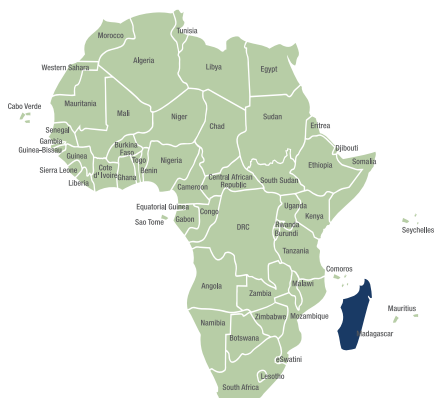 Tunisia
Morocco
Algeria
Libya
Egypt
Western Sahara
Cabo Verde
Mauritania
Mali
Niger
Chad
Sudan
Eritrea
Senegal
Gambia
Guinea-Bissau
Guinea
Sierra Leone
Liberia
Cote
d' Ivoire
Burkina
Faso
Ghana
Togo
Benin
Nigeria
Djibouti
Somalia
Ethiopia
Cameroon
Central African
Republic
South Sudan
Equatorial Guinea
Sao Tome
Gabon
Congo
DRC
Uganda
Kenya
Rwanda
Burundi
Tanzania
Seychelles
Comoros
Angola
Zambia
Malawi
Mozambique
Zimbabwe
Namibia
Botswana
Mauritius
Madagascar
eSwatini
Lesotho
South Africa